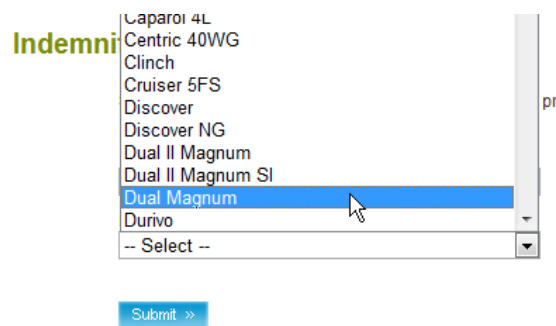 Caparol 4L
Indemni
Centric 40WG
Clinch
Cruiser 5FS
Discover
pr
Discover NG
Dual II Magnum
Dual II Magnum SI
Dual Magnum
Durivo
-- Select --
Submit »